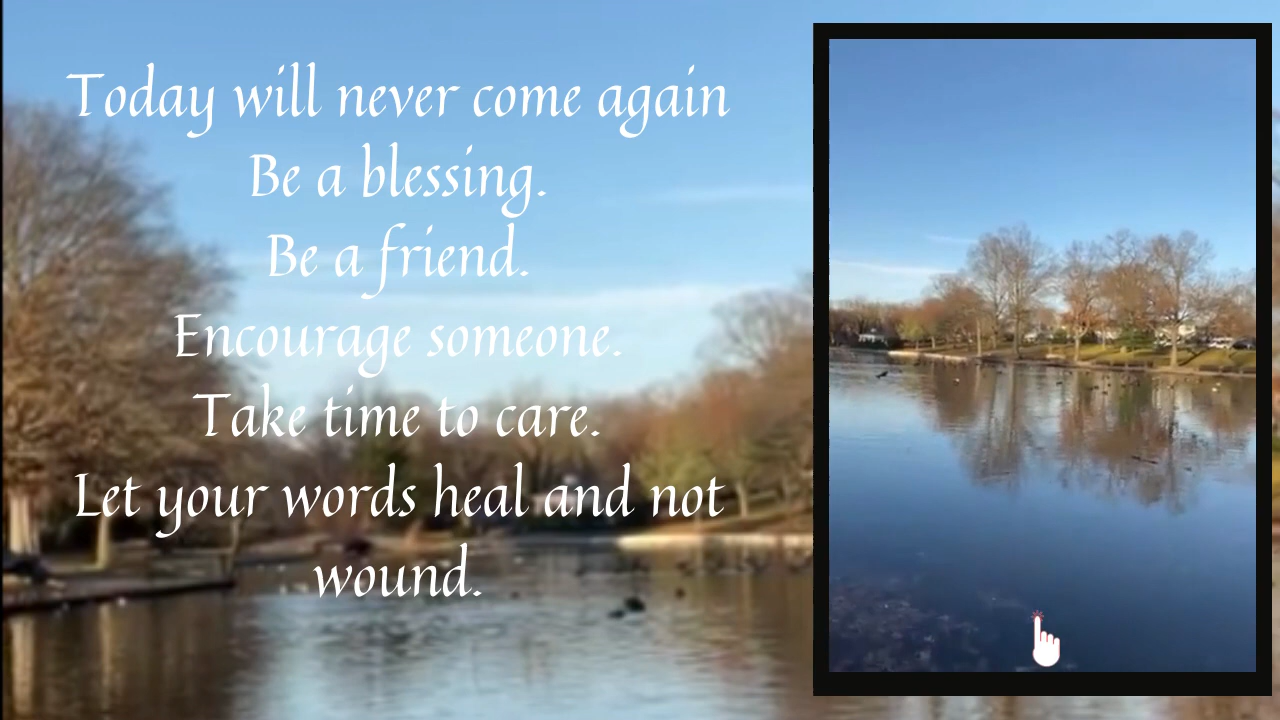 Today will never come again
Be a blessing.
Be a friend.
Encourage someone.
Take time to care.
Let your words heal and not
wound.